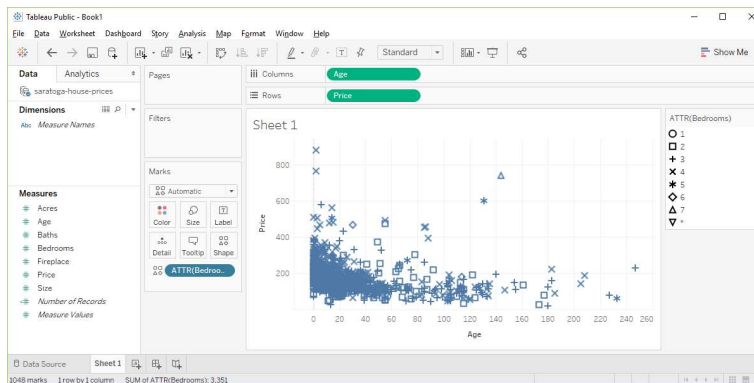 Tableau Public - Book1
File Data Worksheet Dashboard Story Analysis Map Format Window Help
Standard
Show Me
Data Analytics
Pages
Columns Age
saratoga-house-prices
Rows Price
Dimensions
Abc Measure Names
Filters
Sheet 1
ATTR(Bedrooms)
1
2
3
4
5
6
7
*
Marks
Automatic
Color Size Label
Detail Tooltip Shape
ATTR(Bedroo..
Measures
Acres
Age
Baths
Bedrooms
Fireplace
Price
Size
Number of Records
Measure Values
Price
800
600
400
200
0 20 40 60 80 100 120 140 160 180 200 220 240 260
Age
Data Source Sheet 1
1048 marks 1 row by 1 column SUM of ATTR(Bedrooms): 3,351